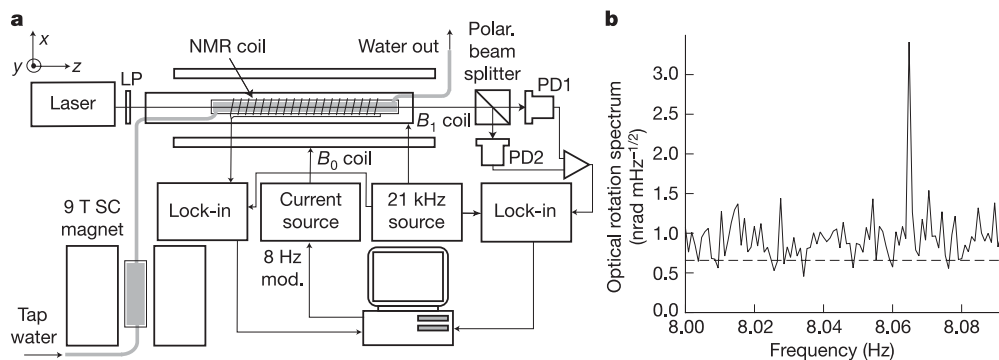 a
x
y
z
LP
NMR coil
Water out
Polar.
beam
splitter
PD1
Laser
B₁ coil
PD2
B₀ coil
9 T SC
magnet
Lock-in
Current
source
21 kHz
source
Lock-in
8 Hz
mod.
Tap
water
b
Optical rotation spectrum
(nrad mHz⁻¹/²)
3.0
2.5
2.0
1.5
1.0
0.5
0.0
8.00 8.02 8.04 8.06 8.08
Frequency (Hz)